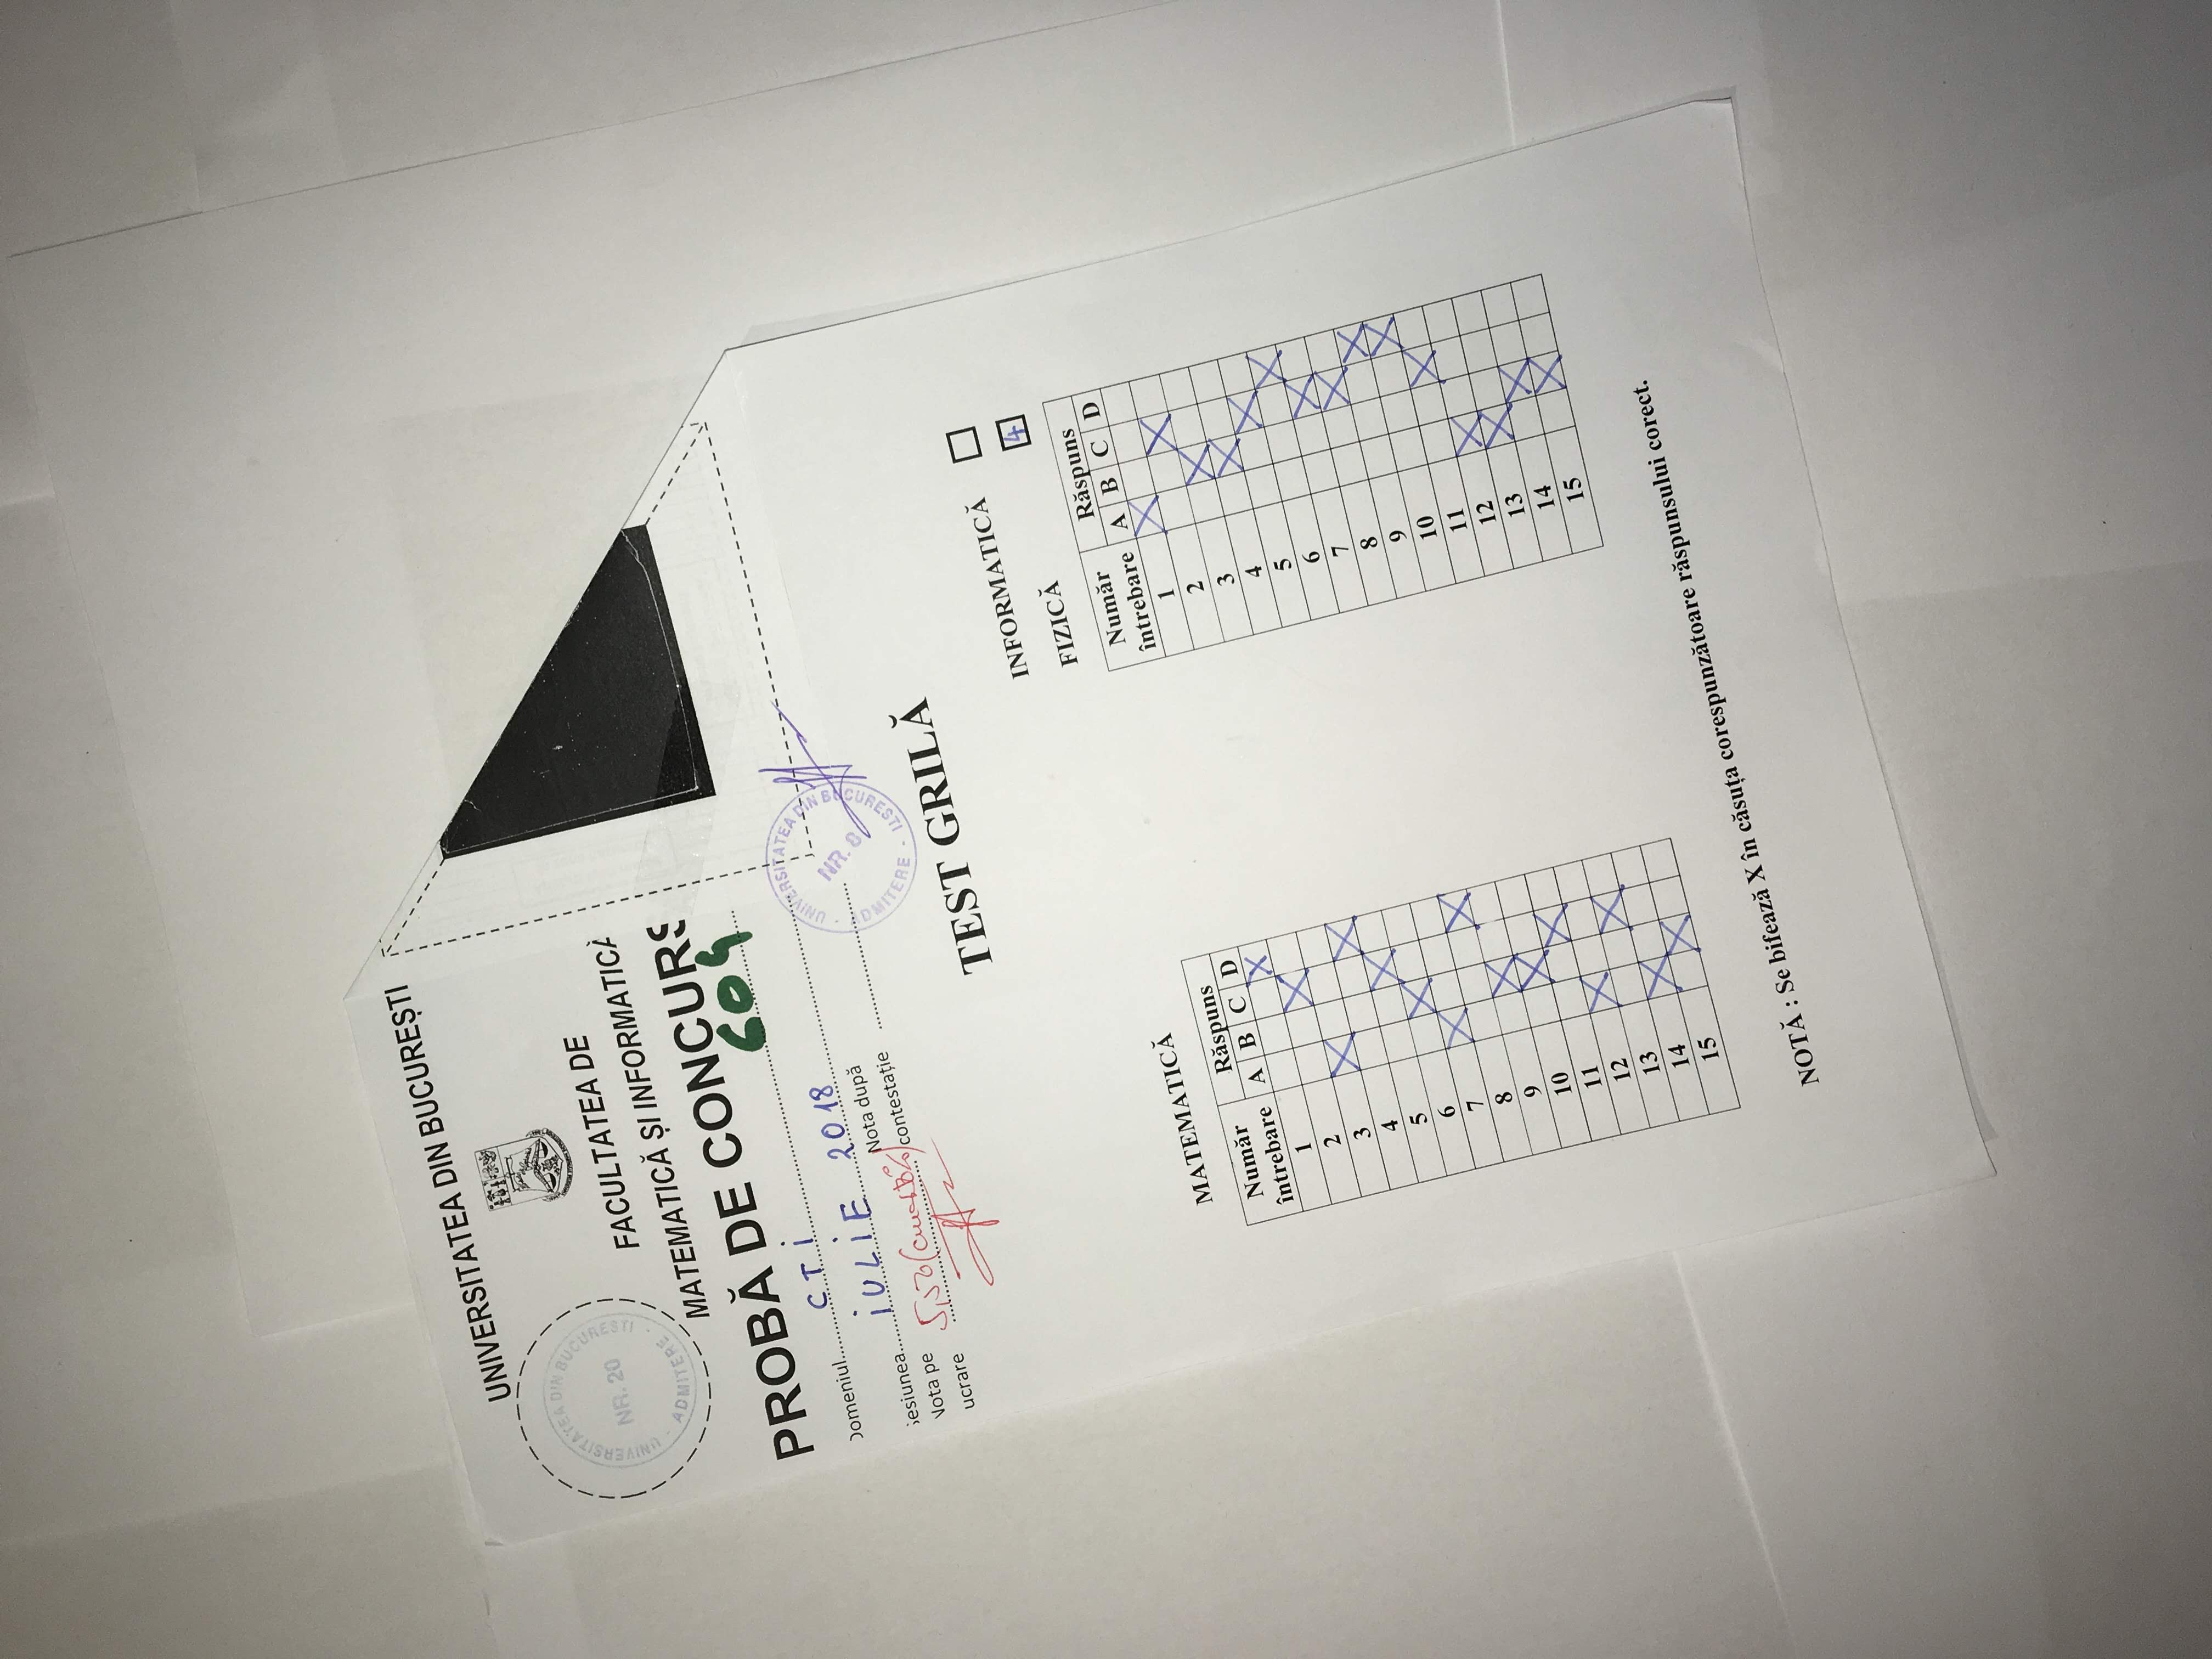 UNIVERSITATEA DIN BUCUREȘTI
UNIVERSITATEA DIN BUCUREȘTI
NR. 20
ADMITERE
FACULTATEA DE
MATEMATICĂ ȘI INFORMATICĂ
PROBĂ DE CONCURS
604
Domeniul CTI
Sesiunea IULIE 2018
Nota pe
ucrare
5,50
Nota după
contestație
UNIVERSITATEA DIN BUCUREȘTI
NR. 8
ADMITERE
TEST GRILĂ
INFORMATICĂ
FIZICĂ 4
MATEMATICĂ
Număr întrebare Răspuns
A B C D
1 X
2 X
3 X
4 X
5 X
6 X
7 X
8 X
9 X
10 X
11 X
12 X
13 X
14 X
15 X
Număr întrebare Răspuns
A B C D
1 X
2 X
3 X
4 X
5 X
6 X
7 X
8 X
9 X
10 X
11 X
12 X
13 X
14 X
15 X
NOTĂ : Se bifează X în căsuța corespunzătoare răspunsului corect.